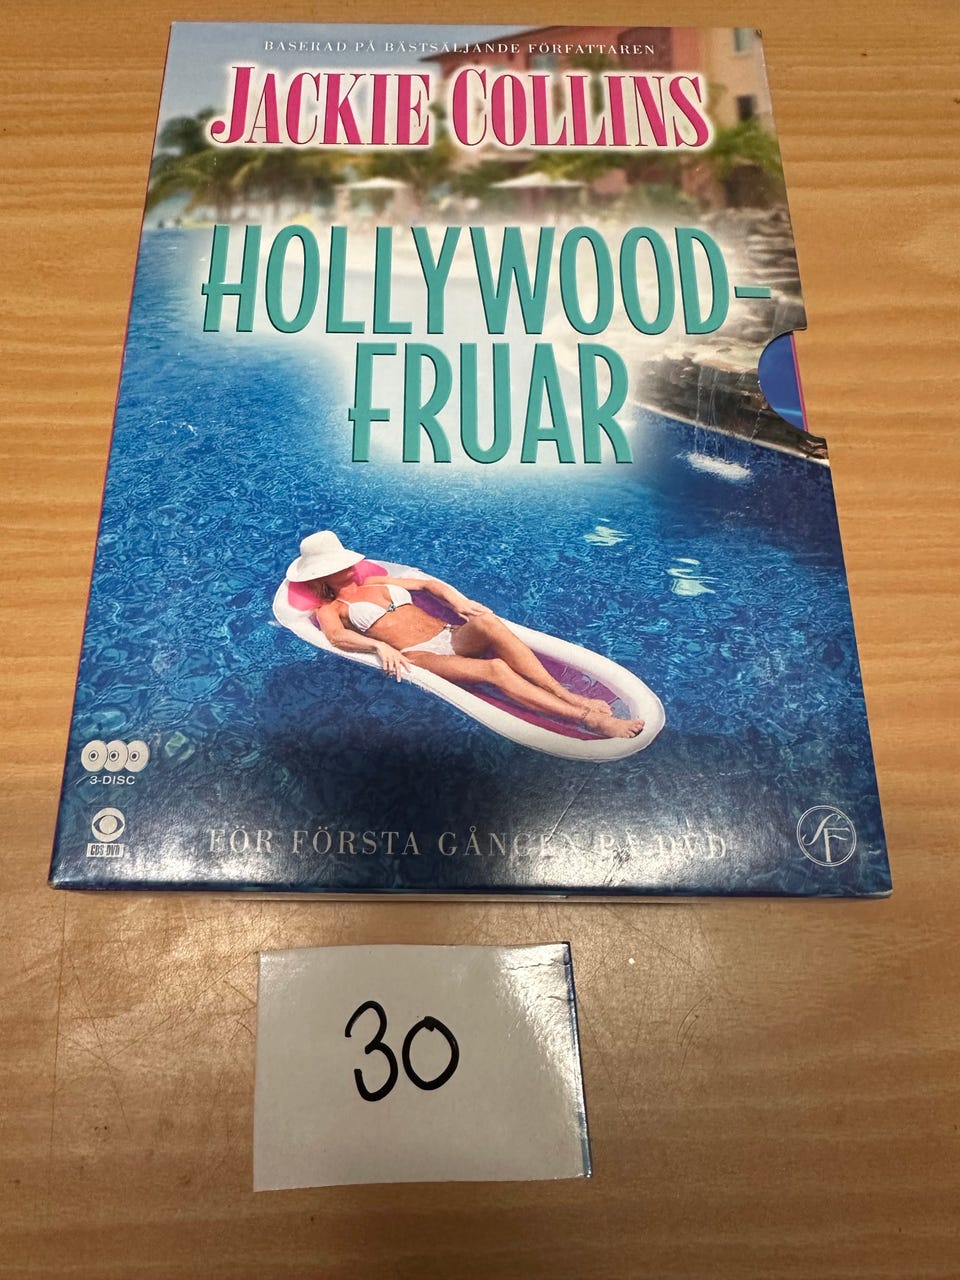 BASERAD PÅ BÄSTSÄLJANDE FÖRFATTAREN
JACKIE COLLINS
HOLLYWOOD-
FRUAR
3-DISC
CBS DVD
FÖR FÖRSTA GÅNGEN PÅ DVD
SF
30